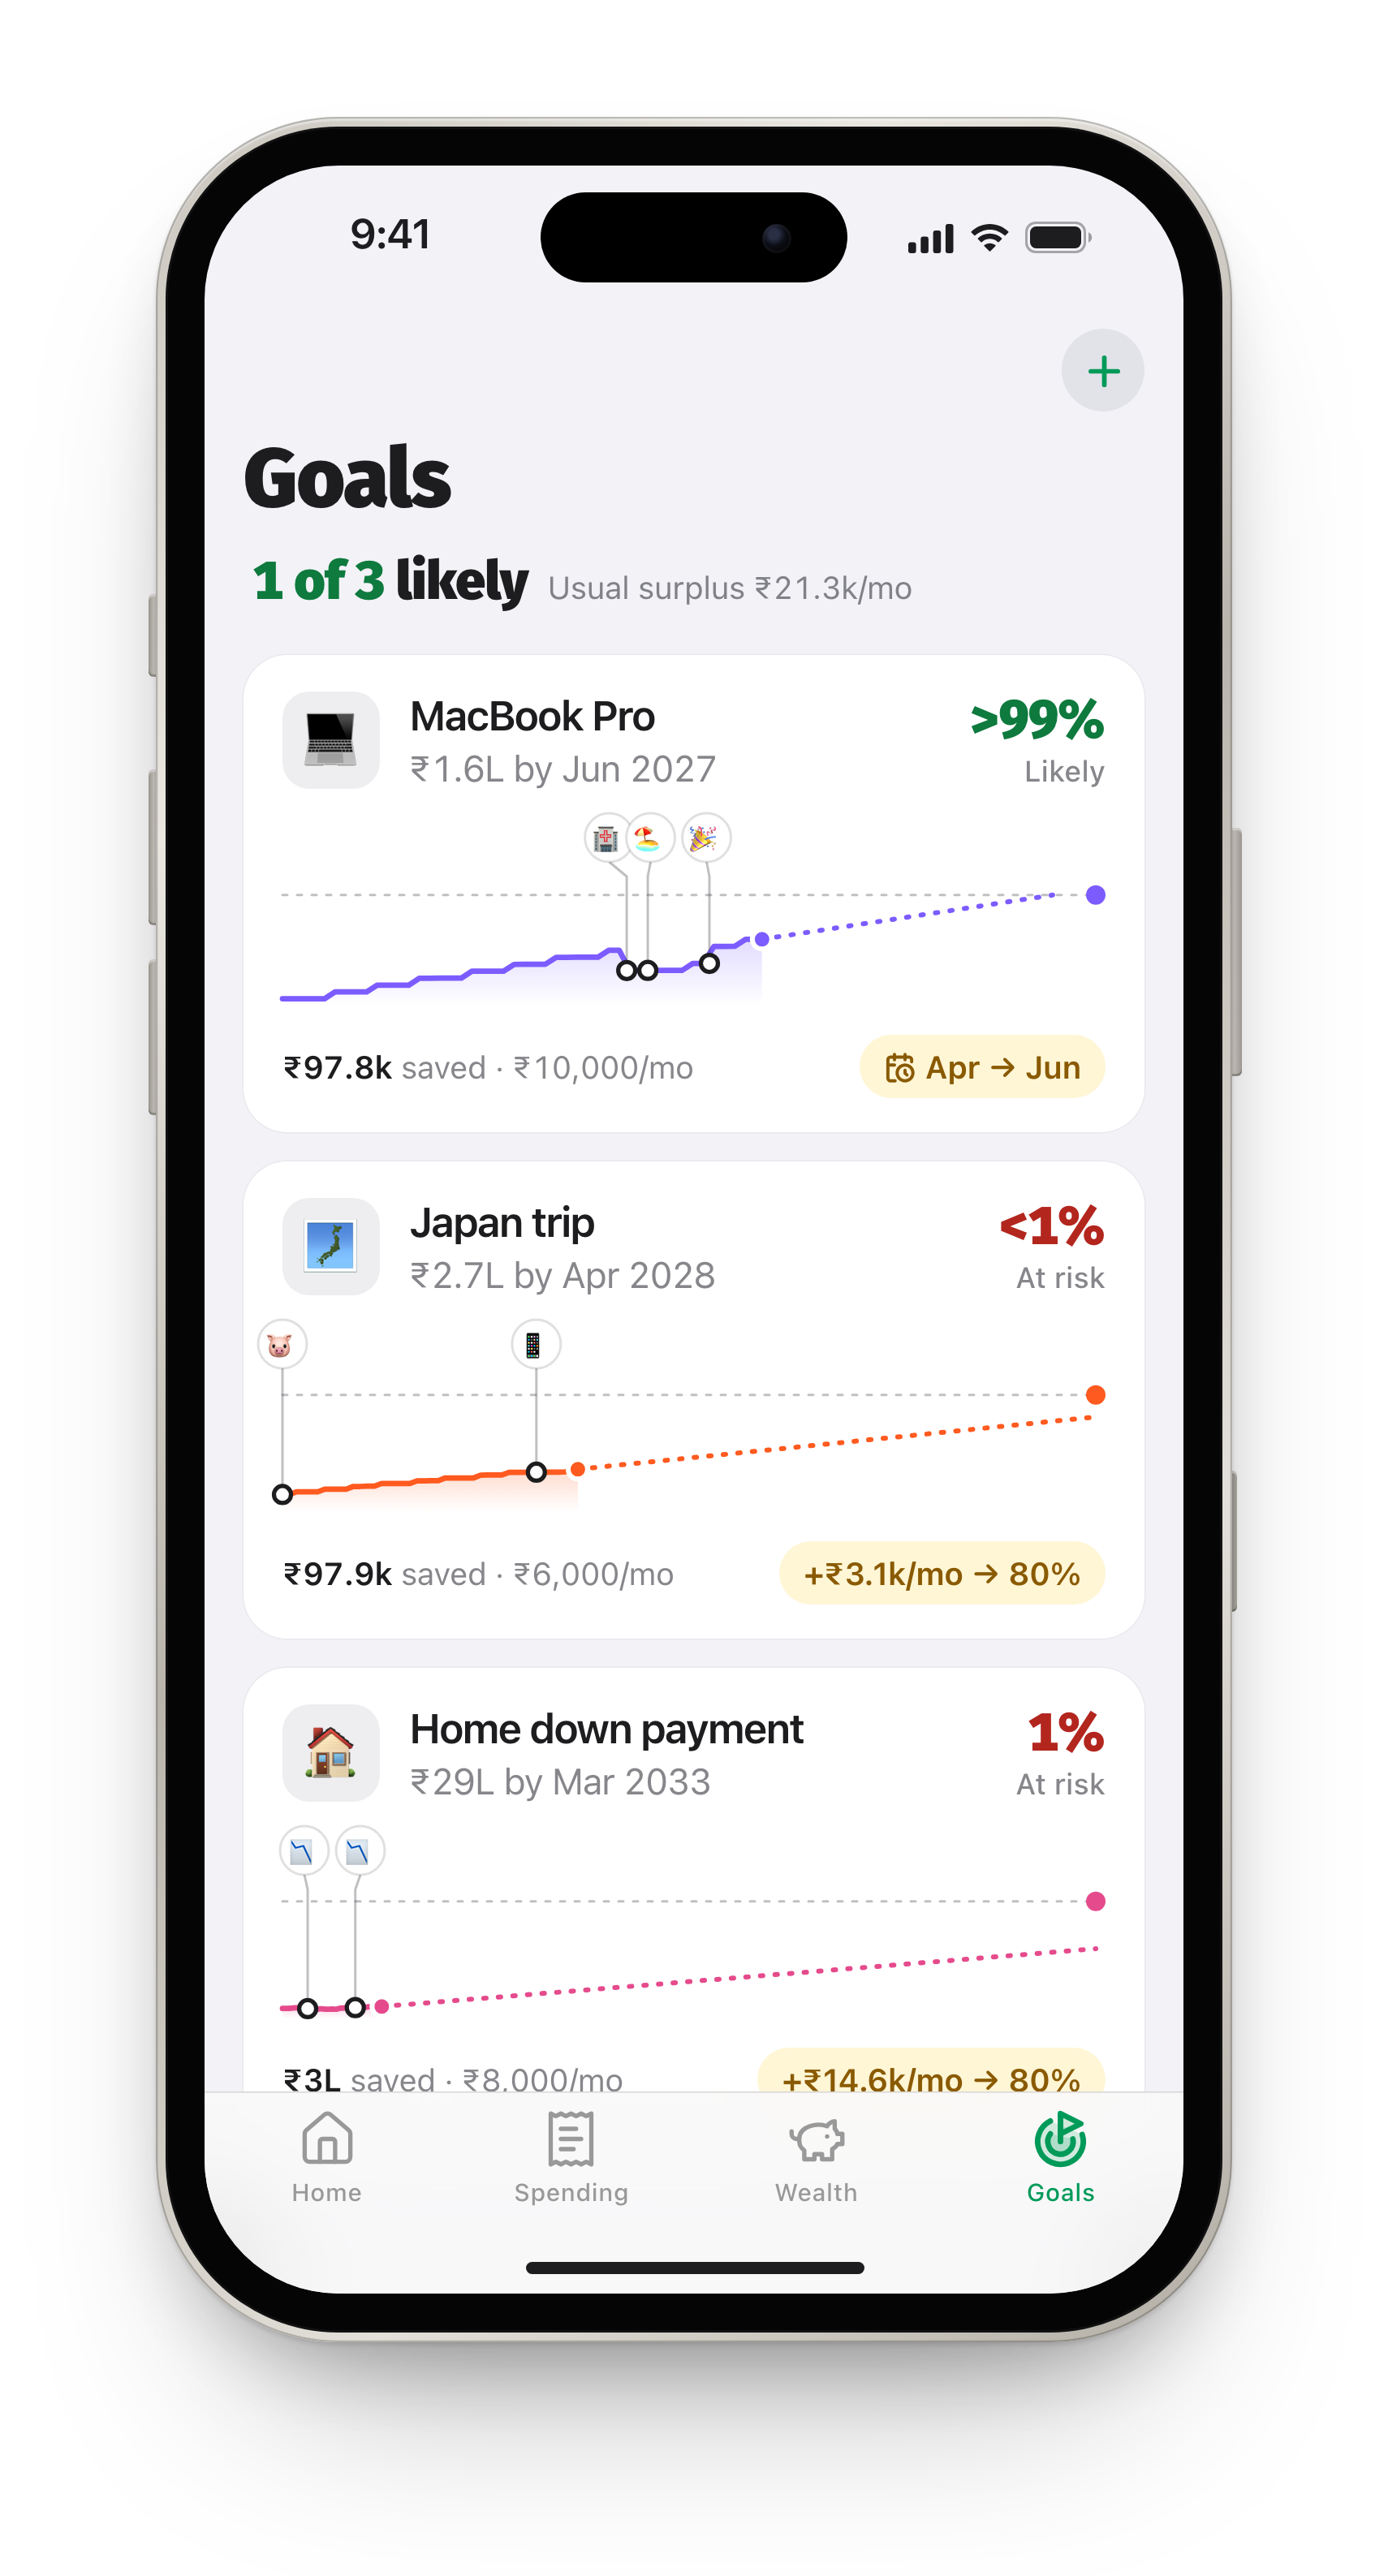 9:41
Goals
1 of 3 likely Usual surplus ₹21.3k/mo
MacBook Pro
>99%
₹1.6L by Jun 2027
Likely
₹97.8k saved · ₹10,000/mo
Apr → Jun
Japan trip
<1%
₹2.7L by Apr 2028
At risk
₹97.9k saved · ₹6,000/mo
+₹3.1k/mo → 80%
Home down payment
1%
₹29L by Mar 2033
At risk
₹3L saved · ₹8,000/mo
+₹14.6k/mo → 80%
Home
Spending
Wealth
Goals